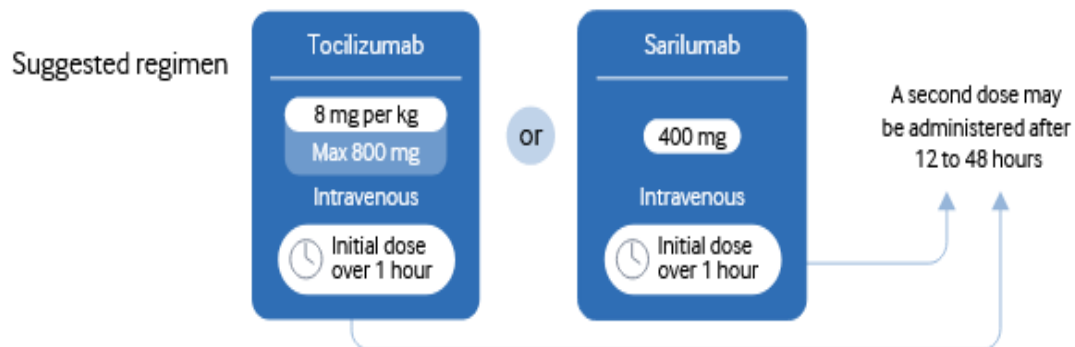 Suggested regimen
Tocilizumab
8 mg per kg
Max 800 mg
Intravenous
Initial dose
over 1 hour
or
Sarilumab
400 mg
Intravenous
Initial dose
over 1 hour
A second dose may
be administered after
12 to 48 hours